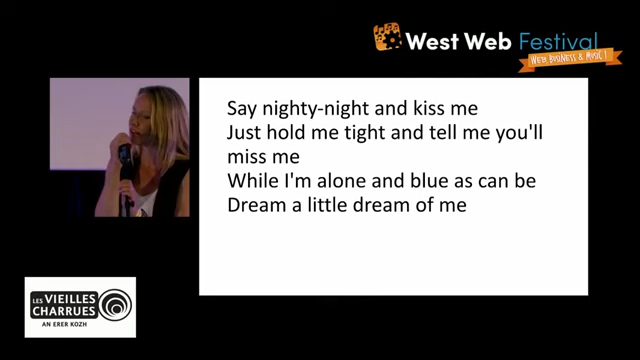 West Web Festival
WEB, BUSINESS & MUSIC !
Say nighty-night and kiss me
Just hold me tight and tell me you'll
miss me
While I'm alone and blue as can be
Dream a little dream of me
LES VIEILLES
CHARRUES
AN ERER KOZH